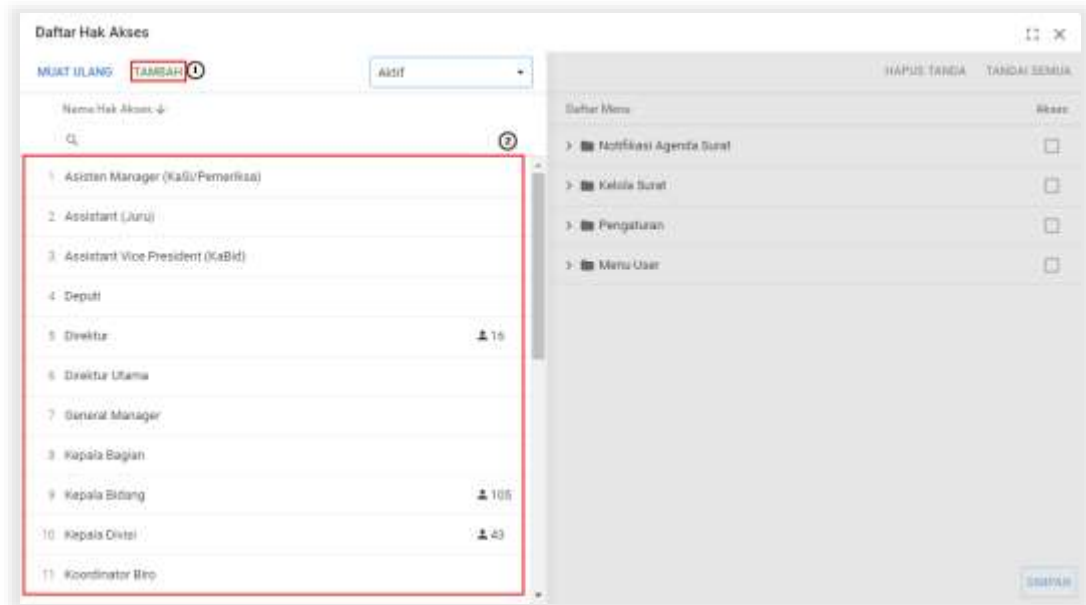 Daftar Hak Akses
MUAT ULANG TAMBAH 1 Aktif
Nama Hak Akses
2
1 Asisten Manager (KaSi/Pemeriksa)
2 Assistant (Juru)
3 Assistant Vice President (KaBid)
4 Deputi
5 Direktur 16
6 Direktur Utama
7 General Manager
8 Kepala Bagian
9 Kepala Bidang 105
10 Kepala Divisi 43
11 Koordinator Biro
HAPUS TANDA TANDAI SEMUA
Daftar Menu Akses
Notifikasi Agenda Surat
Kelola Surat
Pengaturan
Menu User
SIMPAN